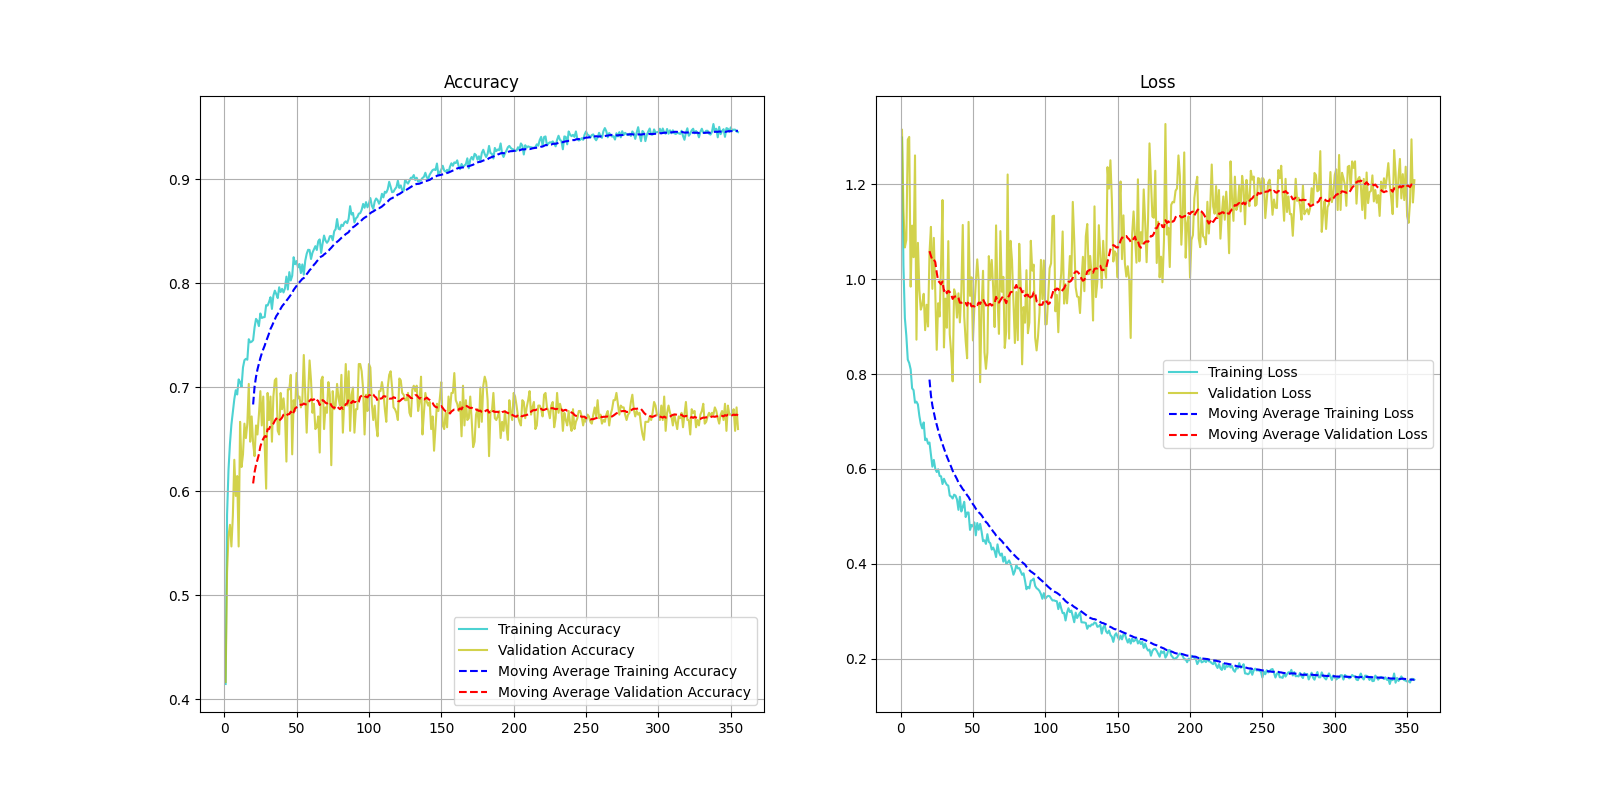 Accuracy
0.9
0.8
0.7
0.6
0.5
0.4
0 50 100 150 200 250 300 350
Training Accuracy
Validation Accuracy
Moving Average Training Accuracy
Moving Average Validation Accuracy
Loss
1.2
1.0
0.8
0.6
0.4
0.2
0 50 100 150 200 250 300 350
Training Loss
Validation Loss
Moving Average Training Loss
Moving Average Validation Loss